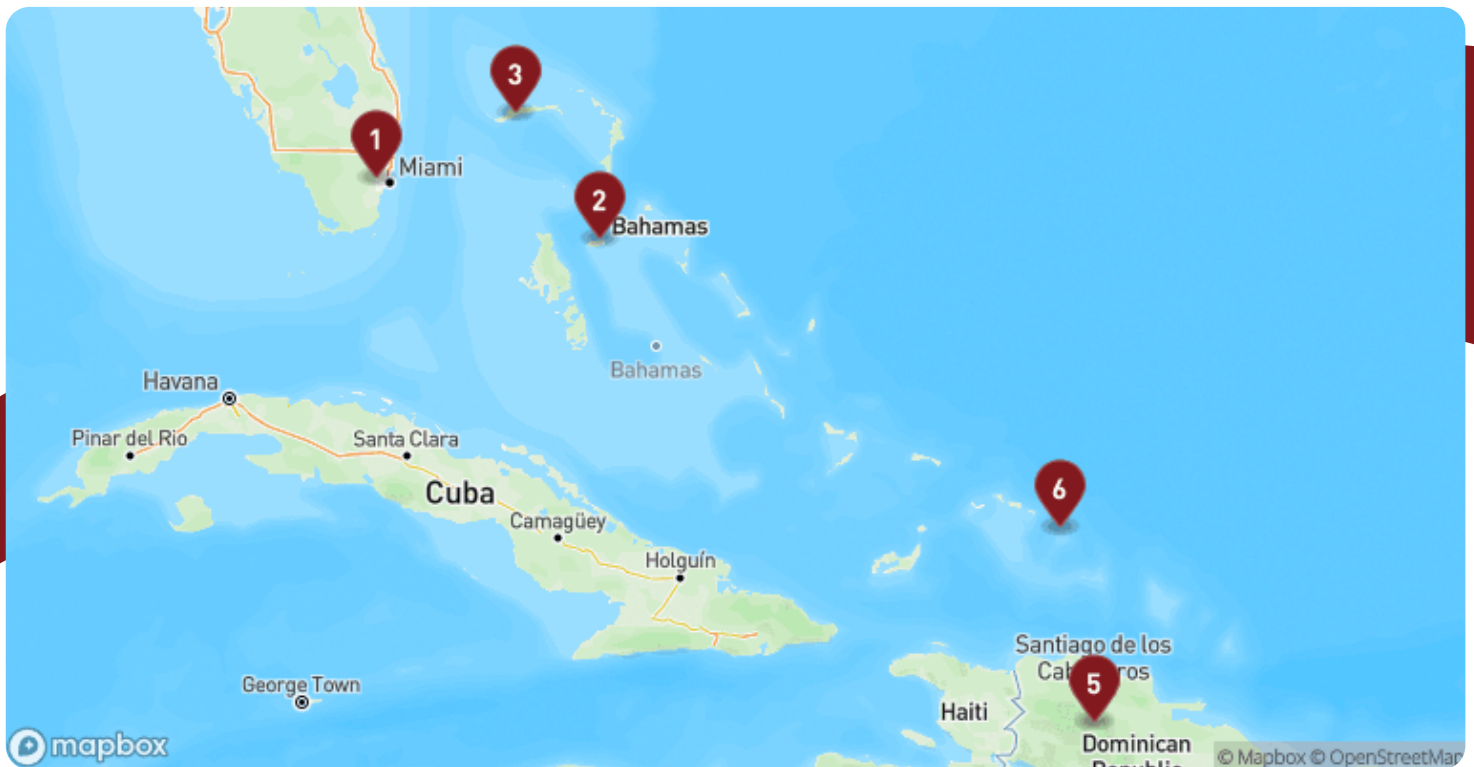 3
1
Miami
2
Bahamas
Bahamas
Havana
Pinar del Rio
Santa Clara
Cuba
Camagüey
Holguín
6
George Town
Santiago de los
5
Haiti
Dominican
mapbox
© Mapbox © OpenStreetMap